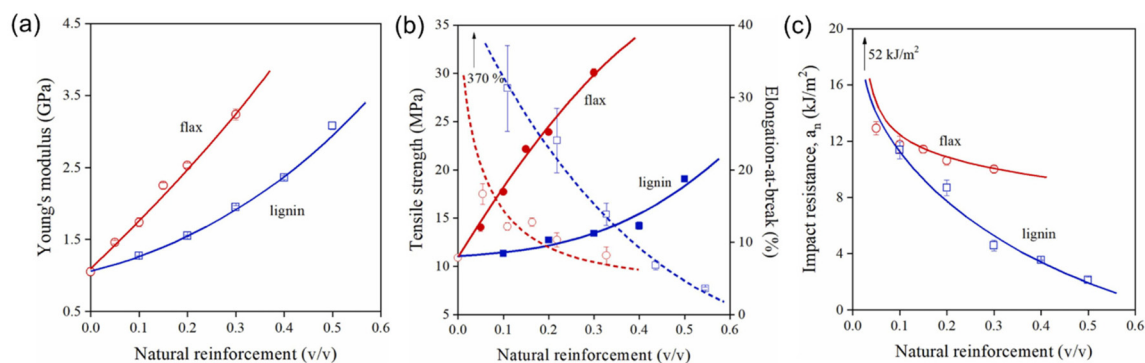 (a)
4.5
3.5
2.5
1.5
0.5
Young's modulus (GPa)
flax
lignin
0.0 0.1 0.2 0.3 0.4 0.5 0.6
Natural reinforcement (v/v)
(b)
35
30
25
20
15
10
5
Tensile strength (MPa)
370 %
flax
lignin
40
30
20
10
0
Elongation-at-break (%)
0.0 0.1 0.2 0.3 0.4 0.5 0.6
Natural reinforcement (v/v)
(c)
20
16
12
8
4
0
Impact resistance, aₙ (kJ/m²)
52 kJ/m²
flax
lignin
0.0 0.1 0.2 0.3 0.4 0.5 0.6
Natural reinforcement (v/v)